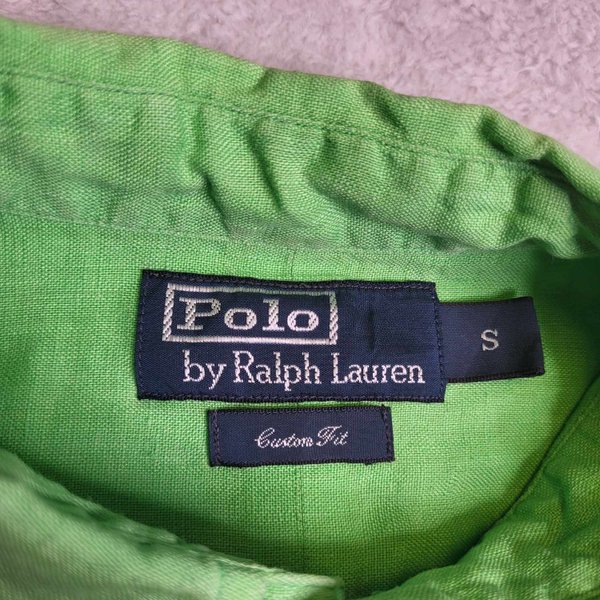 Polo
by Ralph Lauren
S
Custom Fit